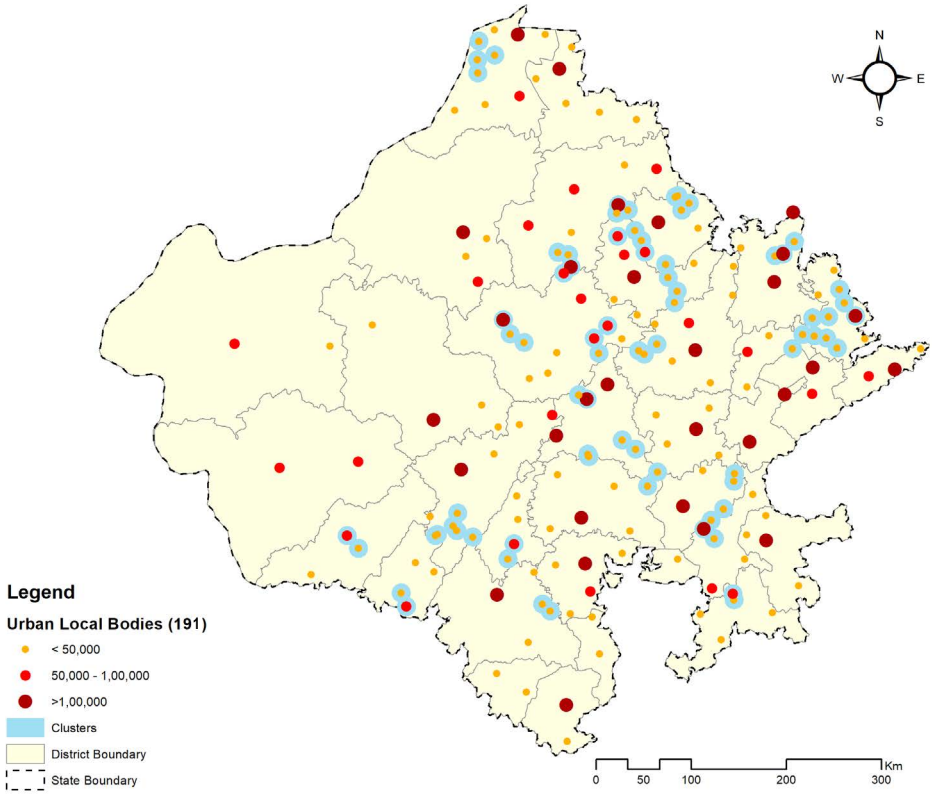 N
W E
S
Legend
Urban Local Bodies (191)
< 50,000
50,000 - 1,00,000
>1,00,000
Clusters
District Boundary
State Boundary
Km
0 50 100 200 300